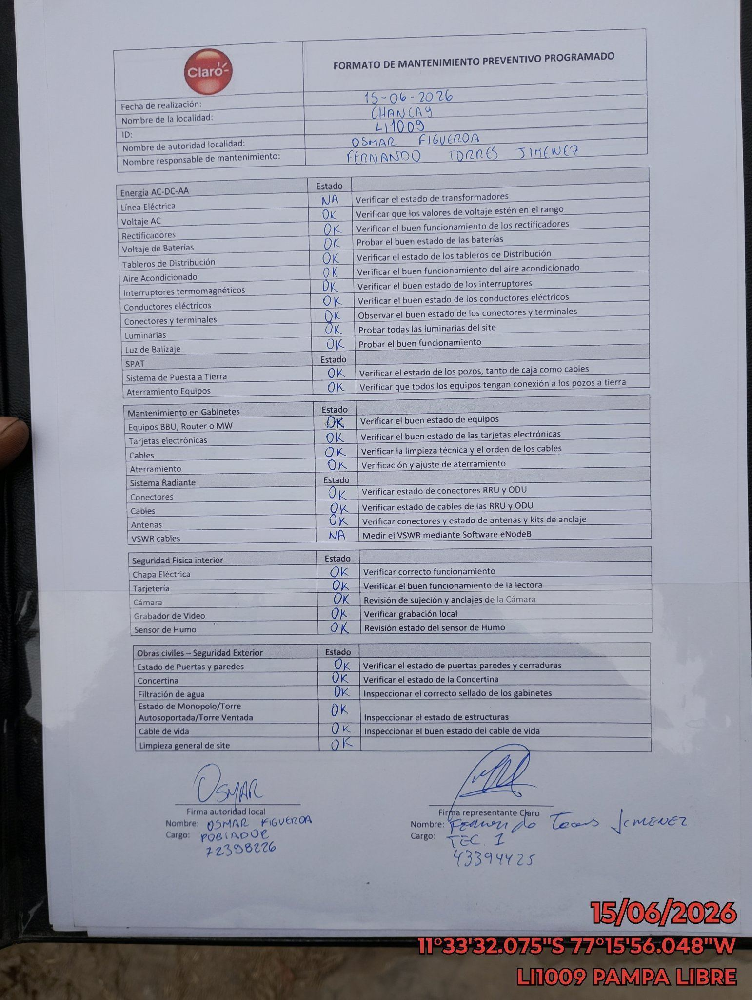 Claro
FORMATO DE MANTENIMIENTO PREVENTIVO PROGRAMADO
Fecha de realización: 15-06-2026
Nombre de la localidad: CHANCAY
ID: LI1009
Nombre de autoridad localidad: OSMAR FIGUEROA
Nombre responsable de mantenimiento: FERNANDO TORRES JIMENEZ
Energía AC-DC-AA Estado
Línea Eléctrica NA Verificar el estado de transformadores
Voltaje AC OK Verificar que los valores de voltaje estén en el rango
Rectificadores OK Verificar el buen funcionamiento de los rectificadores
Voltaje de Baterías OK Probar el buen estado de las baterías
Tableros de Distribución OK Verificar el estado de los tableros de Distribución
Aire Acondicionado OK Verificar el buen funcionamiento del aire acondicionado
Interruptores termomagnéticos OK Verificar el buen estado de los interruptores
Conductores eléctricos OK Verificar el buen estado de los conductores eléctricos
Conectores y terminales OK Observar el buen estado de los conectores y terminales
Luminarias OK Probar todas las luminarias del site
Luz de Balizaje OK Probar el buen funcionamiento
SPAT Estado
Sistema de Puesta a Tierra OK Verificar el estado de los pozos, tanto de caja como cables
Aterramiento Equipos OK Verificar que todos los equipos tengan conexión a los pozos a tierra
Mantenimiento en Gabinetes Estado
Equipos BBU, Router o MW OK Verificar el buen estado de equipos
Tarjetas electrónicas OK Verificar el buen estado de las tarjetas electrónicas
Cables OK Verificar la limpieza técnica y el orden de los cables
Aterramiento OK Verificación y ajuste de aterramiento
Sistema Radiante Estado
Conectores OK Verificar estado de conectores RRU y ODU
Cables OK Verificar estado de cables de las RRU y ODU
Antenas OK Verificar conectores y estado de antenas y kits de anclaje
VSWR cables NA Medir el VSWR mediante Software eNodeB
Seguridad Física interior Estado
Chapa Eléctrica OK Verificar correcto funcionamiento
Tarjetería OK Verificar el buen funcionamiento de la lectora
Cámara OK Revisión de sujeción y anclajes de la Cámara
Grabador de Video OK Verificar grabación local
Sensor de Humo OK Revisión estado del sensor de Humo
Obras civiles – Seguridad Exterior Estado
Estado de Puertas y paredes OK Verificar el estado de puertas paredes y cerraduras
Concertina OK Verificar el estado de la Concertina
Filtración de agua OK Inspeccionar el correcto sellado de los gabinetes
Estado de Monopolo/Torre
Autosoportada/Torre Ventada OK Inspeccionar el estado de estructuras
Cable de vida OK Inspeccionar el buen estado del cable de vida
Limpieza general de site OK
OSMAR
Firma autoridad local
Nombre: OSMAR FIGUEROA
Cargo: POBLADOR
72398226
Firma representante Claro
Nombre: Fernando Torres JIMENEZ
Cargo: TEC. 1
43394425
15/06/2026
11°33'32.075"S 77°15'56.048"W
LI1009 PAMPA LIBRE